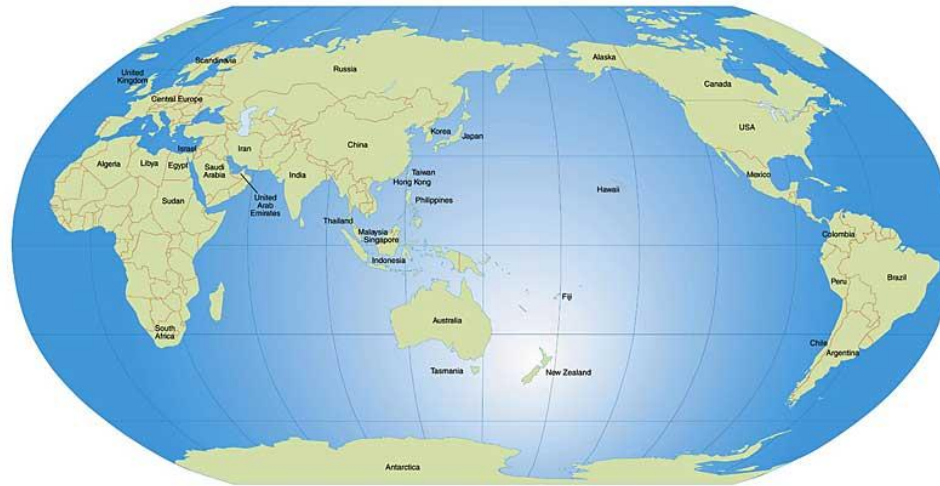 Scandinavia
United
Kingdom
Russia
Alaska
Canada
Central Europe
USA
Korea
Japan
China
Israel
Iran
Algeria
Libya
Egypt
Saudi
Arabia
India
Mexico
Taiwan
Hong Kong
Hawaii
Sudan
United
Arab
Emirates
Philippines
Thailand
Malaysia
Singapore
Indonesia
Colombia
Peru
Brazil
Fiji
Australia
South
Africa
Chile
Argentina
Tasmania
New Zealand
Antarctica